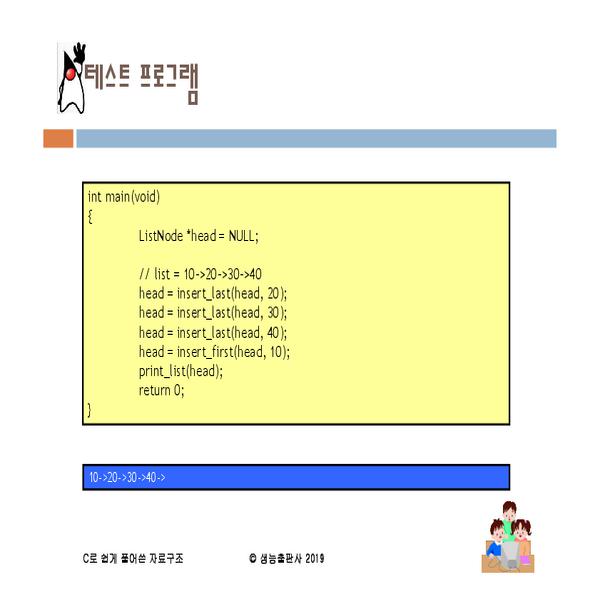 테스트 프로그램
int main(void)
{
ListNode *head = NULL;
// list = 10->20->30->40
head = insert_last(head, 20);
head = insert_last(head, 30);
head = insert_last(head, 40);
head = insert_first(head, 10);
print_list(head);
return 0;
}
10->20->30->40->
C로 쉽게 풀어쓴 자료구조 © 생능출판사 2019